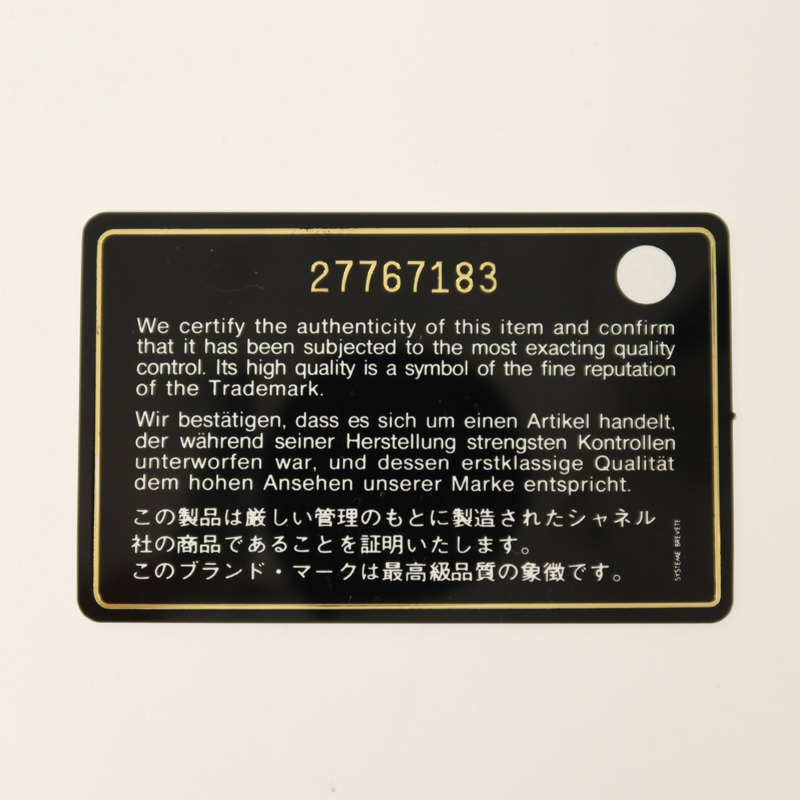 27767183
We certify the authenticity of this item and confirm
that it has been subjected to the most exacting quality
control. Its high quality is a symbol of the fine reputation
of the Trademark.
Wir bestätigen, dass es sich um einen Artikel handelt,
der während seiner Herstellung strengsten Kontrollen
unterworfen war, und dessen erstklassige Qualität
dem hohen Ansehen unserer Marke entspricht.
この製品は厳しい管理のもとに製造されたシャネル
社の商品であることを証明いたします。
このブランド・マークは最高級品質の象徴です。
SYSTEME BREVETE